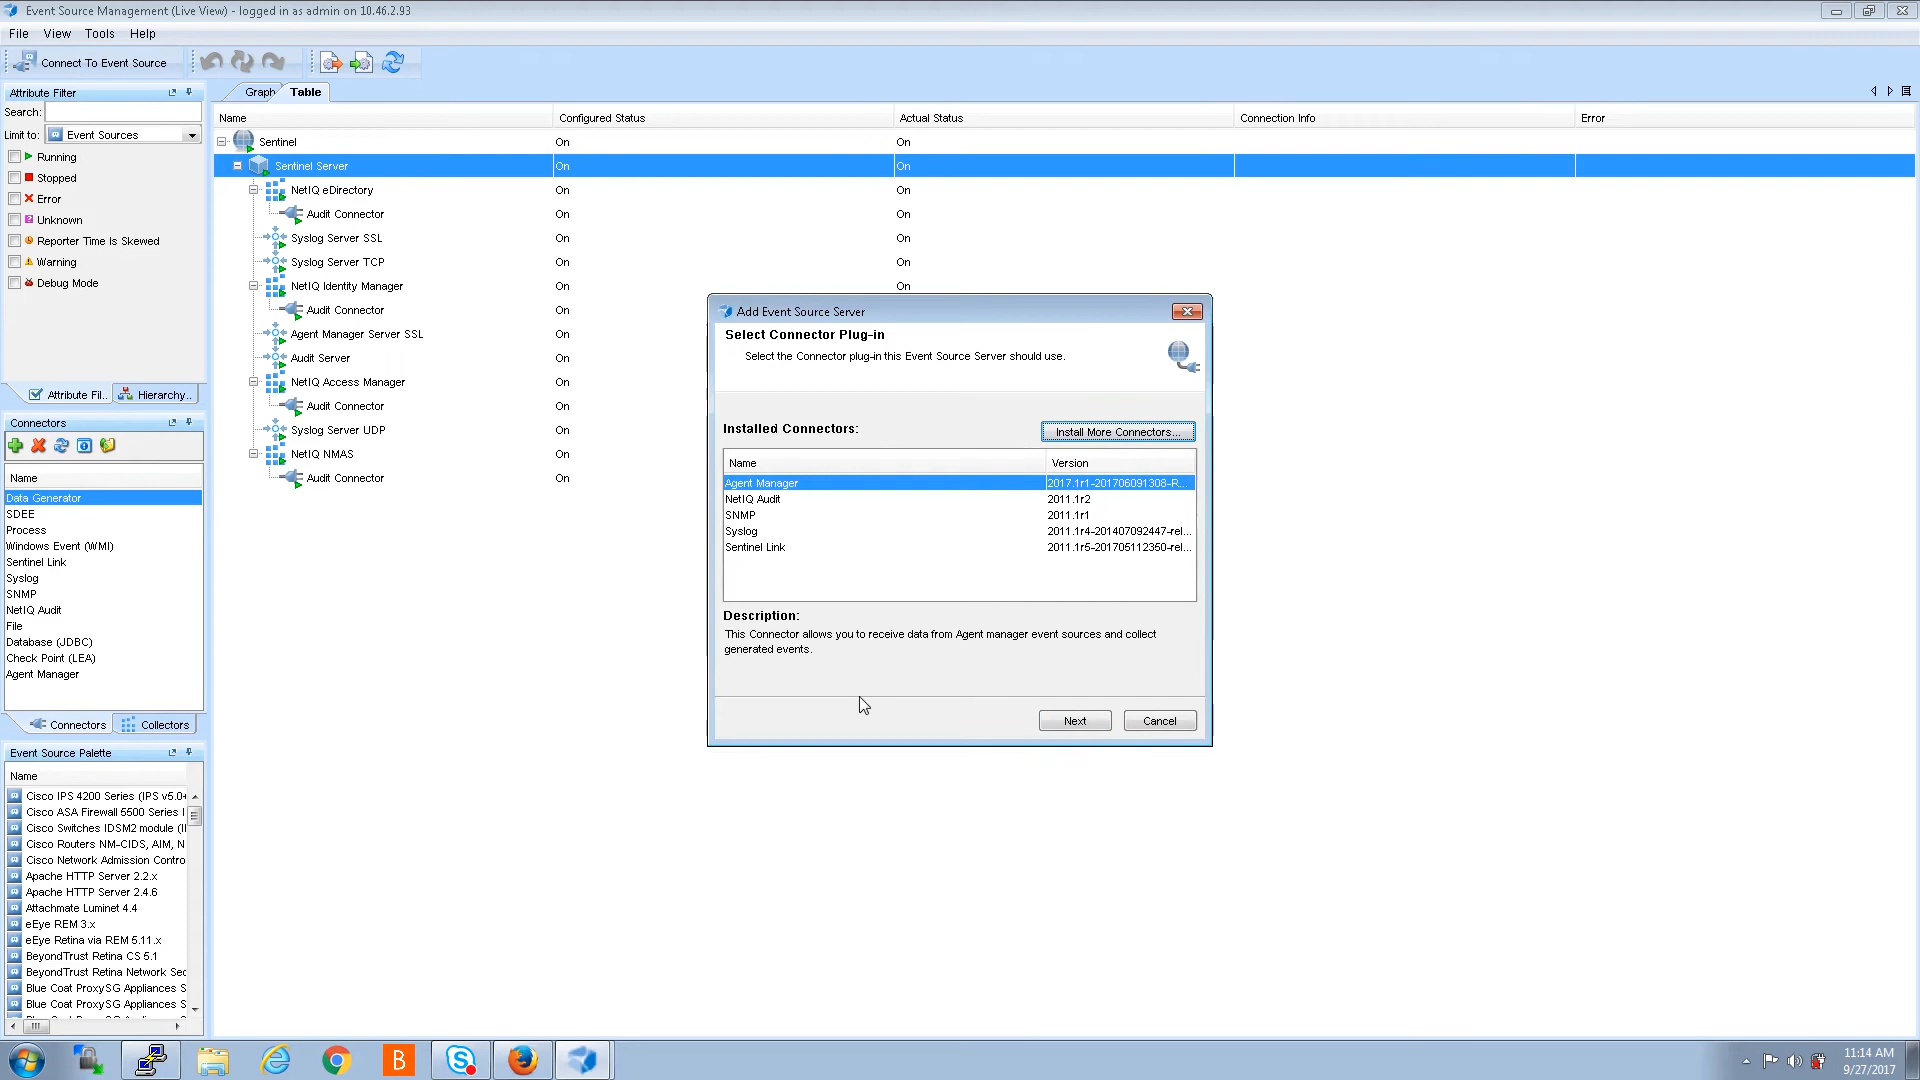 Event Source Management (Live View) - logged in as admin on 10.46.2.93
File View Tools Help
Connect To Event Source
Attribute Filter
Search:
Limit to: Event Sources
Running
Stopped
Error
Unknown
Reporter Time Is Skewed
Warning
Debug Mode
Attribute Fil.. Hierarchy..
Connectors
Name
Data Generator
SDEE
Process
Windows Event (WMI)
Sentinel Link
Syslog
SNMP
NetIQ Audit
File
Database (JDBC)
Check Point (LEA)
Agent Manager
Connectors Collectors
Event Source Palette
Name
Cisco IPS 4200 Series (IPS v5.0+
Cisco ASA Firewall 5500 Series I
Cisco Switches IDSM2 module (I
Cisco Routers NM-CIDS, AIM, N
Cisco Network Admission Contro
Apache HTTP Server 2.2.x
Apache HTTP Server 2.4.6
Attachmate Luminet 4.4
eEye REM 3.x
eEye Retina via REM 5.11.x
BeyondTrust Retina CS 5.1
BeyondTrust Retina Network Sec
Blue Coat ProxySG Appliances S
Blue Coat ProxySG Appliances S
Graph Table
Name Configured Status Actual Status Connection Info Error
Sentinel On On
Sentinel Server On On
NetIQ eDirectory On On
Audit Connector On On
Syslog Server SSL On On
Syslog Server TCP On On
NetIQ Identity Manager On On
Audit Connector On
Agent Manager Server SSL On
Audit Server On
NetIQ Access Manager On
Audit Connector On
Syslog Server UDP On
NetIQ NMAS On
Audit Connector On
Add Event Source Server
Select Connector Plug-in
Select the Connector plug-in this Event Source Server should use.
Installed Connectors:
Install More Connectors...
Name Version
Agent Manager 2017.1r1-201706091308-R...
NetIQ Audit 2011.1r2
SNMP 2011.1r1
Syslog 2011.1r4-201407092447-rel...
Sentinel Link 2011.1r5-201705112350-rel...
Description:
This Connector allows you to receive data from Agent manager event sources and collect
generated events.
Next Cancel
B
11:14 AM
9/27/2017